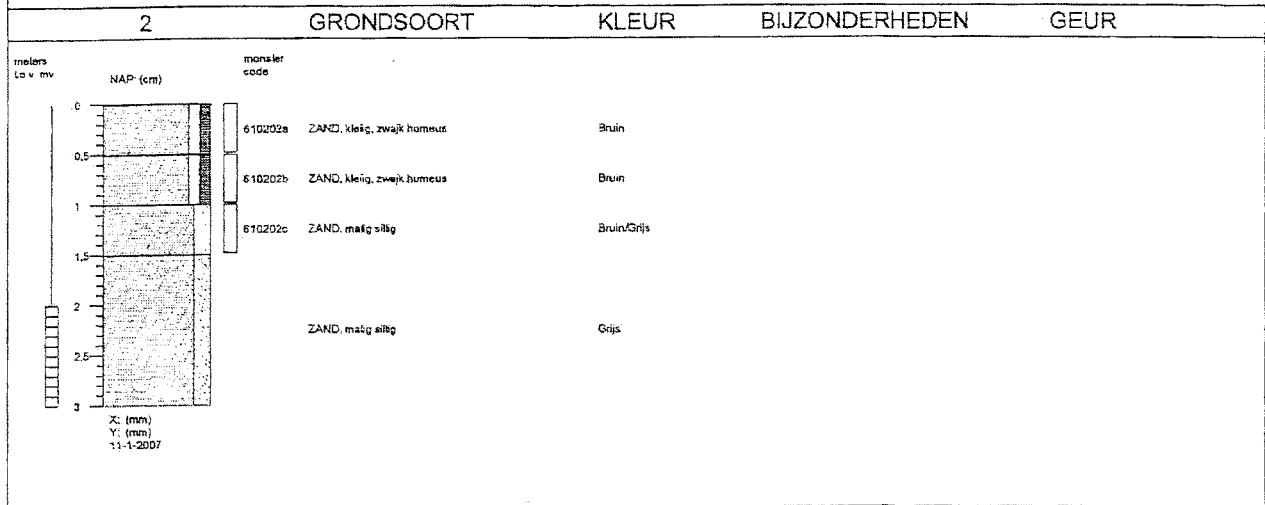 2 GRONDSOORT KLEUR BIJZONDERHEDEN GEUR
meters monster
t.o.v. mv NAP: (cm) code
0
610202a ZAND, kleiig, zwajk humeus Bruin
0,5
610202b ZAND, kleiig, zwajk humeus Bruin
1
610202c ZAND, matig siltig Bruin/Grijs
1,5
2
ZAND, matig siltig Grijs
2,5
3
X: (mm)
Y: (mm)
11-1-2007